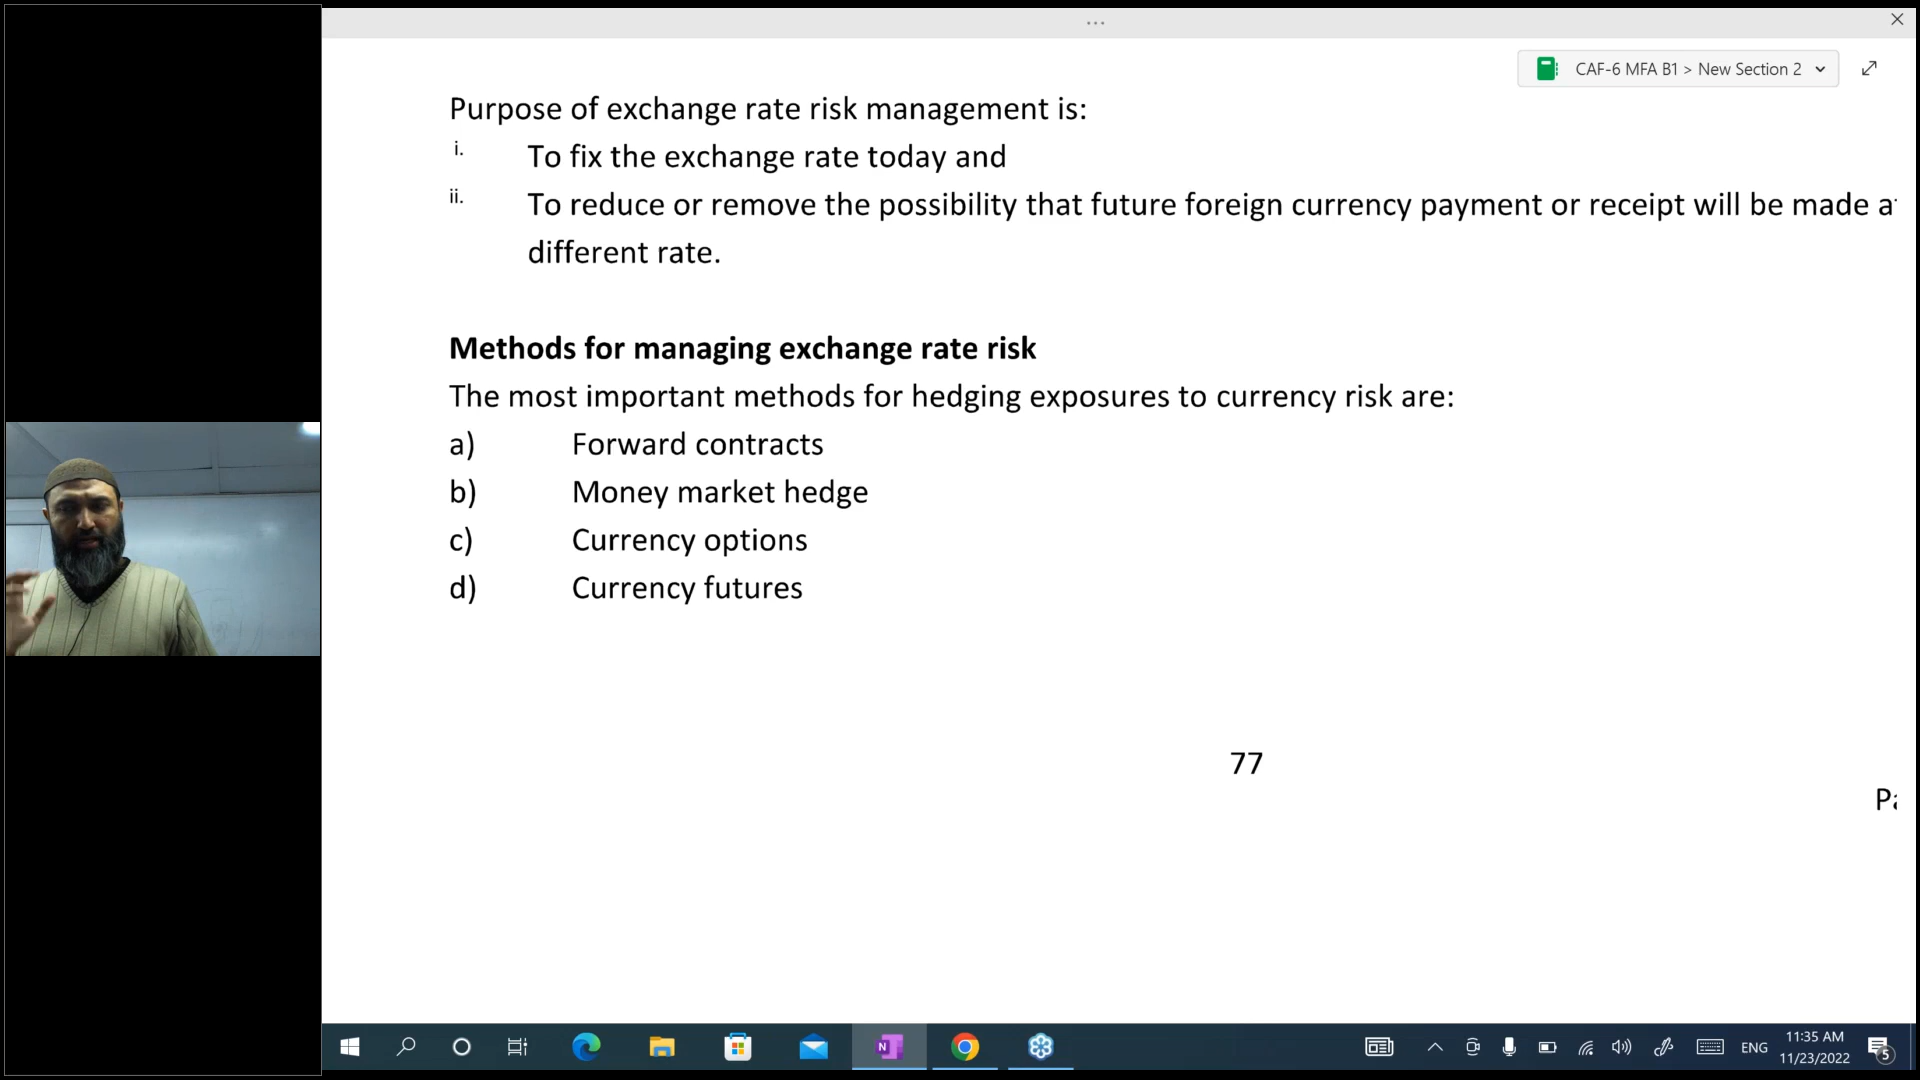 CAF-6 MFA B1 > New Section 2
Purpose of exchange rate risk management is:
i. To fix the exchange rate today and
ii. To reduce or remove the possibility that future foreign currency payment or receipt will be made
different rate.
Methods for managing exchange rate risk
The most important methods for hedging exposures to currency risk are:
a) Forward contracts
b) Money market hedge
c) Currency options
d) Currency futures
77
ENG
11:35 AM
11/23/2022
5